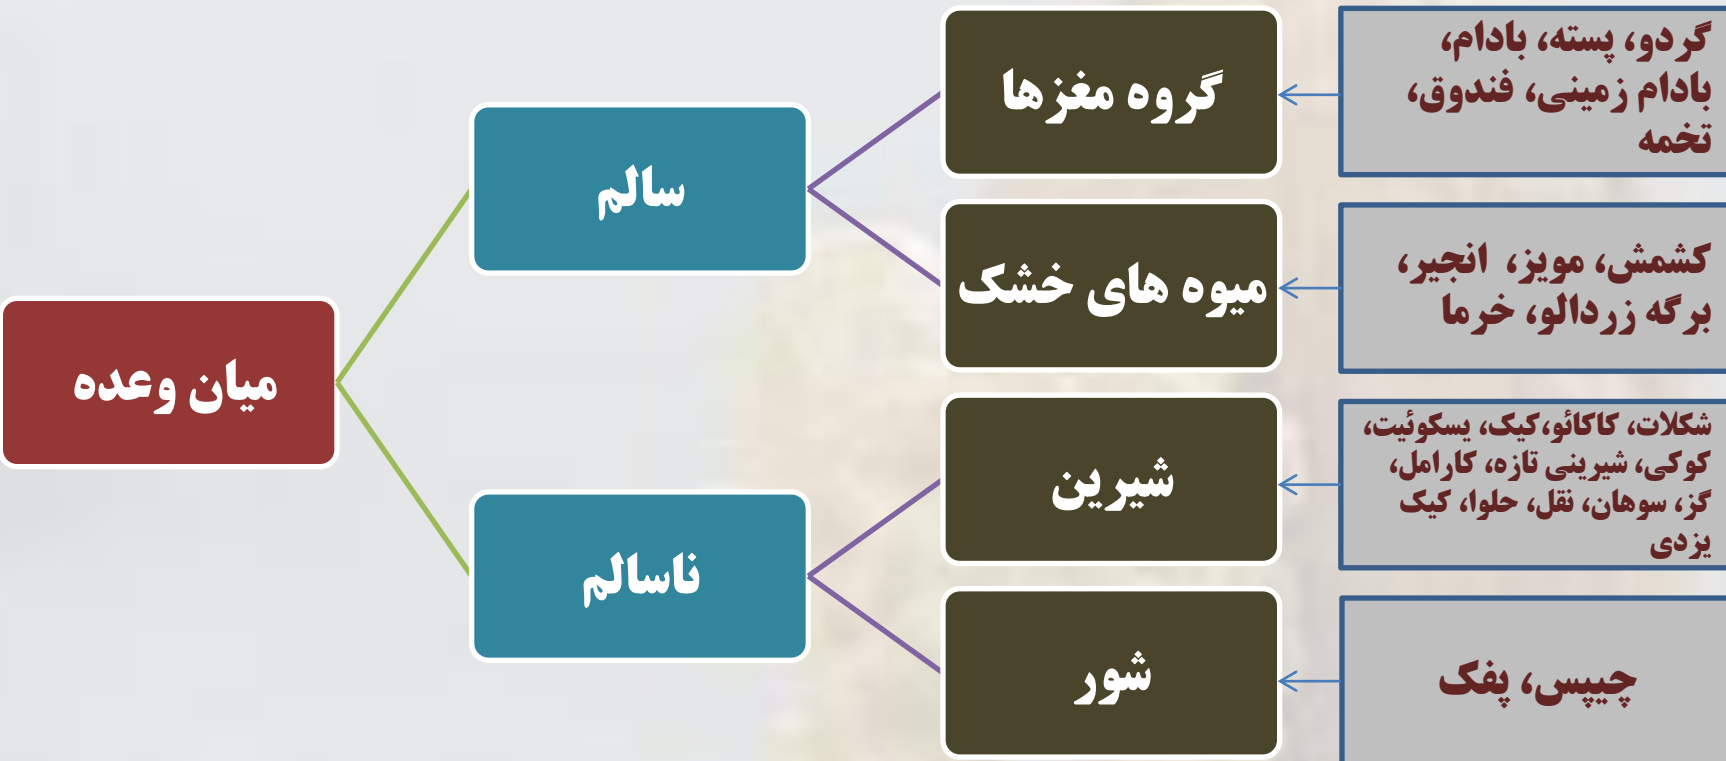 میان وعده
سالم
گروه مغزها
گردو، پسته، بادام،
بادام زمینی، فندوق،
تخمه
میوه های خشک
کشمش، مویز، انجیر،
برگه زردالو، خرما
ناسالم
شیرین
شکلات، کاکائو،کیک، یسکوئیت،
کوکی، شیرینی تازه، کارامل،
گز، سوهان، نقل، حلوا، کیک
یزدی
شور
چیپس، پفک